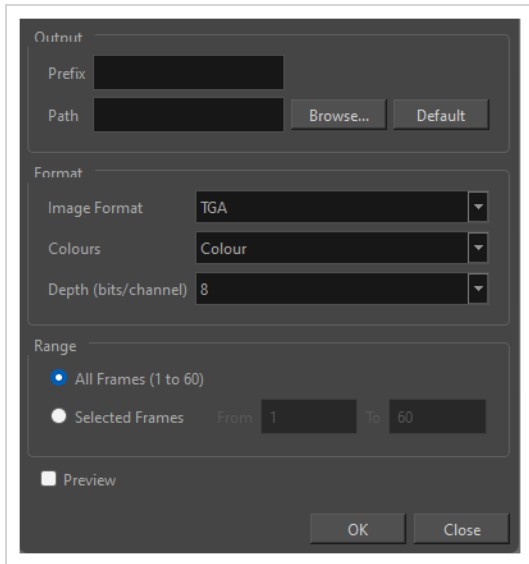 Output
Prefix
Path Browse... Default
Format
Image Format TGA
Colours Colour
Depth (bits/channel) 8
Range
All Frames (1 to 60)
Selected Frames From 1 To 60
Preview
OK Close